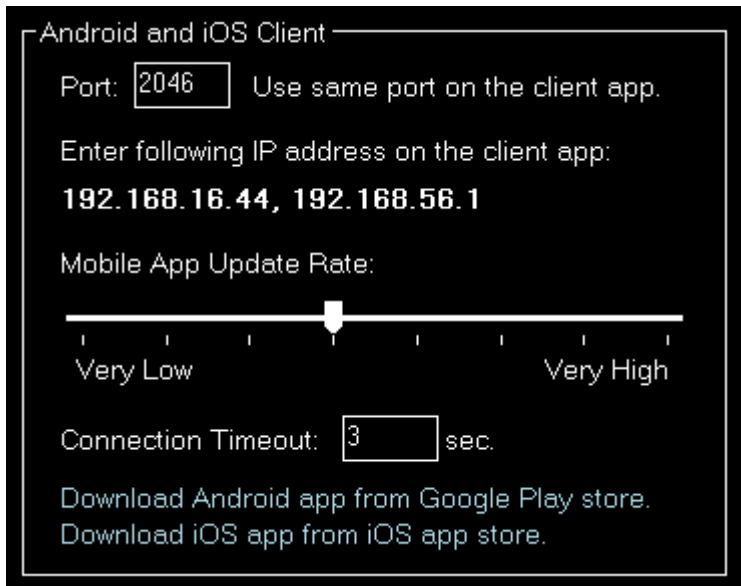 Android and iOS Client
Port: 2046 Use same port on the client app.
Enter following IP address on the client app:
192.168.16.44, 192.168.56.1
Mobile App Update Rate:
Very Low Very High
Connection Timeout: 3 sec.
Download Android app from Google Play store.
Download iOS app from iOS app store.